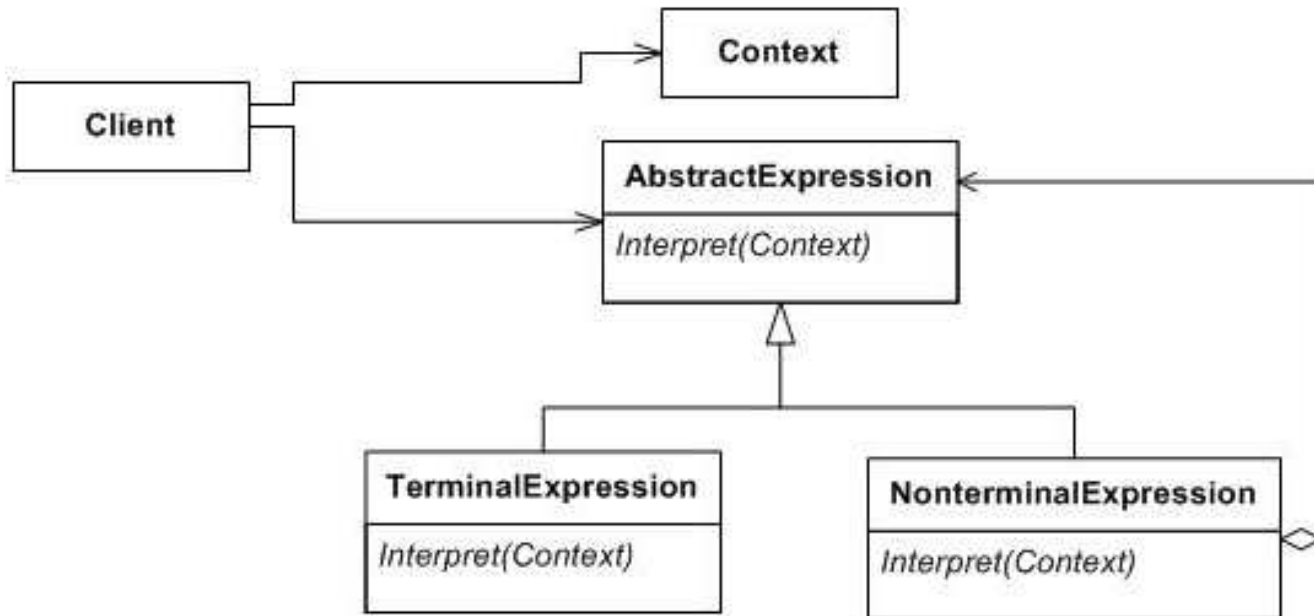 Context
Client
AbstractExpression
Interpret(Context)
TerminalExpression
Interpret(Context)
NonterminalExpression
Interpret(Context)